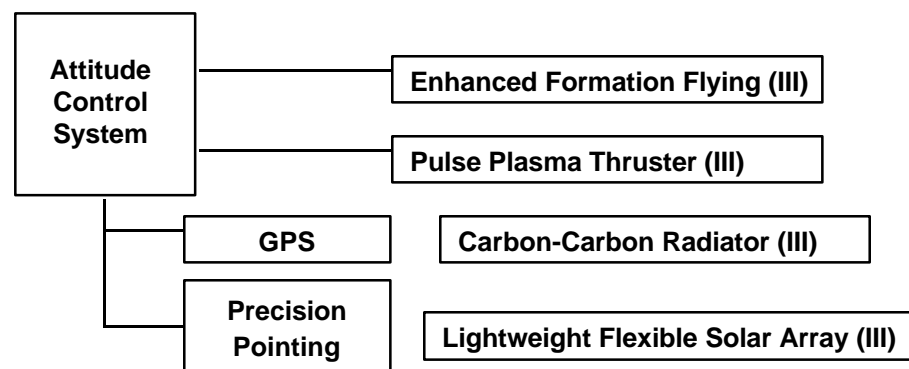 Attitude
Control
System
Enhanced Formation Flying (III)
Pulse Plasma Thruster (III)
GPS
Carbon-Carbon Radiator (III)
Precision
Pointing
Lightweight Flexible Solar Array (III)